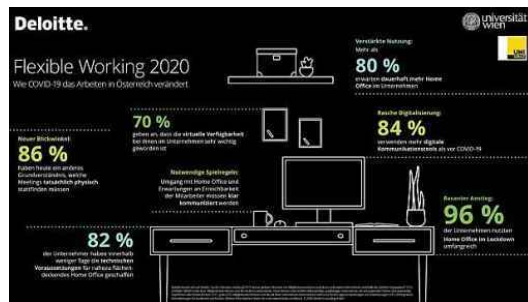 Deloitte.
universität
wien
Flexible Working 2020
Wie COVID-19 das Arbeiten in Österreich verändert
Verstärkte Nutzung:
Mehr als
80 %
erwarten dauerhaft mehr Home
Office im Unternehmen
70 %
geben an, dass die virtuelle Verfügbarkeit
bei ihnen im Unternehmen sehr wichtig
geworden ist
Rasche Digitalisierung:
84 %
verwenden mehr digitale
Kommunikationstools als vor COVID-19
Neuer Blickwinkel:
86 %
haben heute ein anderes
Grundverständnis, welche
Meetings tatsächlich physisch
stattfinden müssen
Notwendige Spielregeln:
Umgang mit Home Office und
Erwartungen an Erreichbarkeit
der Mitarbeiter müssen klar
kommuniziert werden
Rasanter Anstieg:
96 %
der Unternehmen nutzten
Home Office im Lockdown
umfangreich
82 %
der Unternehmen haben innerhalb
weniger Tage die technischen
Voraussetzungen für nahezu flächen-
deckendes Home Office geschaffen